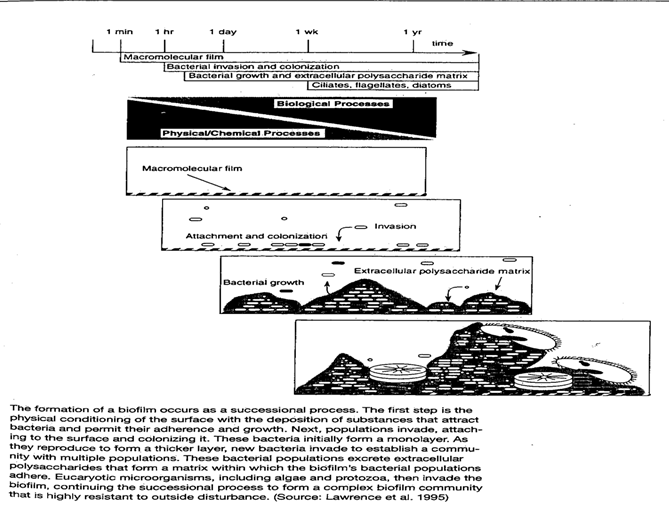 1 min 1 hr 1 day 1 wk 1 yr
time
Macromolecular film
Bacterial invasion and colonization
Bacterial growth and extracellular polysaccharide matrix
Ciliates, flagellates, diatoms
Biological Processes
Physical/Chemical Processes
Macromolecular film
Invasion
Attachment and colonization
Extracellular polysaccharide matrix
Bacterial growth
The formation of a biofilm occurs as a successional process. The first step is the
physical conditioning of the surface with the deposition of substances that attract
bacteria and permit their adherence and growth. Next, populations invade, attach-
ing to the surface and colonizing it. These bacteria initially form a monolayer. As
they reproduce to form a thicker layer, new bacteria invade to establish a commu-
nity with multiple populations. These bacterial populations excrete extracellular
polysaccharides that form a matrix within which the biofilm's bacterial populations
adhere. Eucaryotic microorganisms, including algae and protozoa, then invade the
biofilm, continuing the successional process to form a complex biofilm community
that is highly resistant to outside disturbance. (Source: Lawrence et al. 1995)